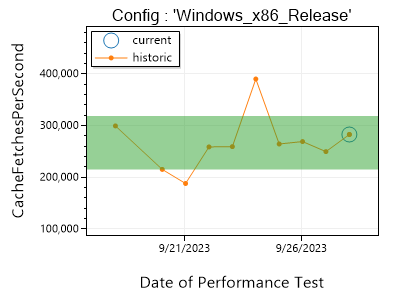 Config : 'Windows_x86_Release'
current
historic
400,000
300,000
200,000
100,000
CacheFetchesPerSecond
9/21/2023
9/26/2023
Date of Performance Test